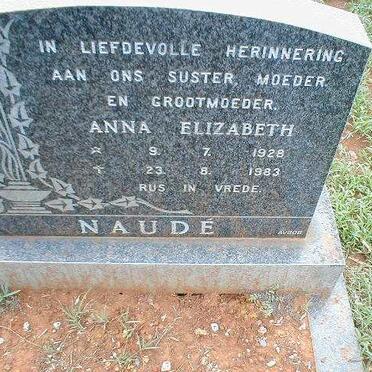 IN LIEFDEVOLLE HERINNERING
AAN ONS SUSTER, MOEDER
EN GROOTMOEDER.
ANNA ELIZABETH
☆ 9. 7. 1928
† 23. 8. 1983
RUS IN VREDE.
NAUDÉ